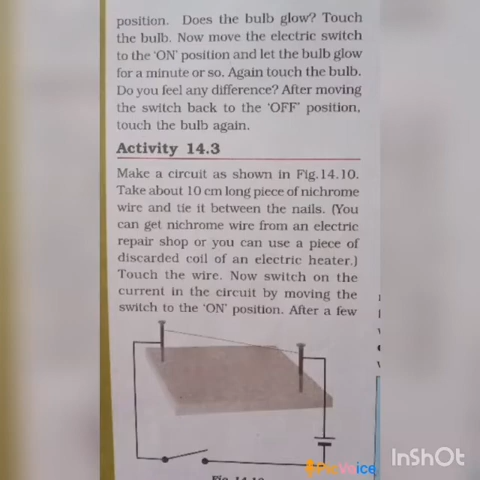 position. Does the bulb glow? Touch
the bulb. Now move the electric switch
to the 'ON' position and let the bulb glow
for a minute or so. Again touch the bulb.
Do you feel any difference? After moving
the switch back to the 'OFF' position,
touch the bulb again.
Activity 14.3
Make a circuit as shown in Fig.14.10.
Take about 10 cm long piece of nichrome
wire and tie it between the nails. (You
can get nichrome wire from an electric
repair shop or you can use a piece of
discarded coil of an electric heater.)
Touch the wire. Now switch on the
current in the circuit by moving the
switch to the 'ON' position. After a few
InShOt